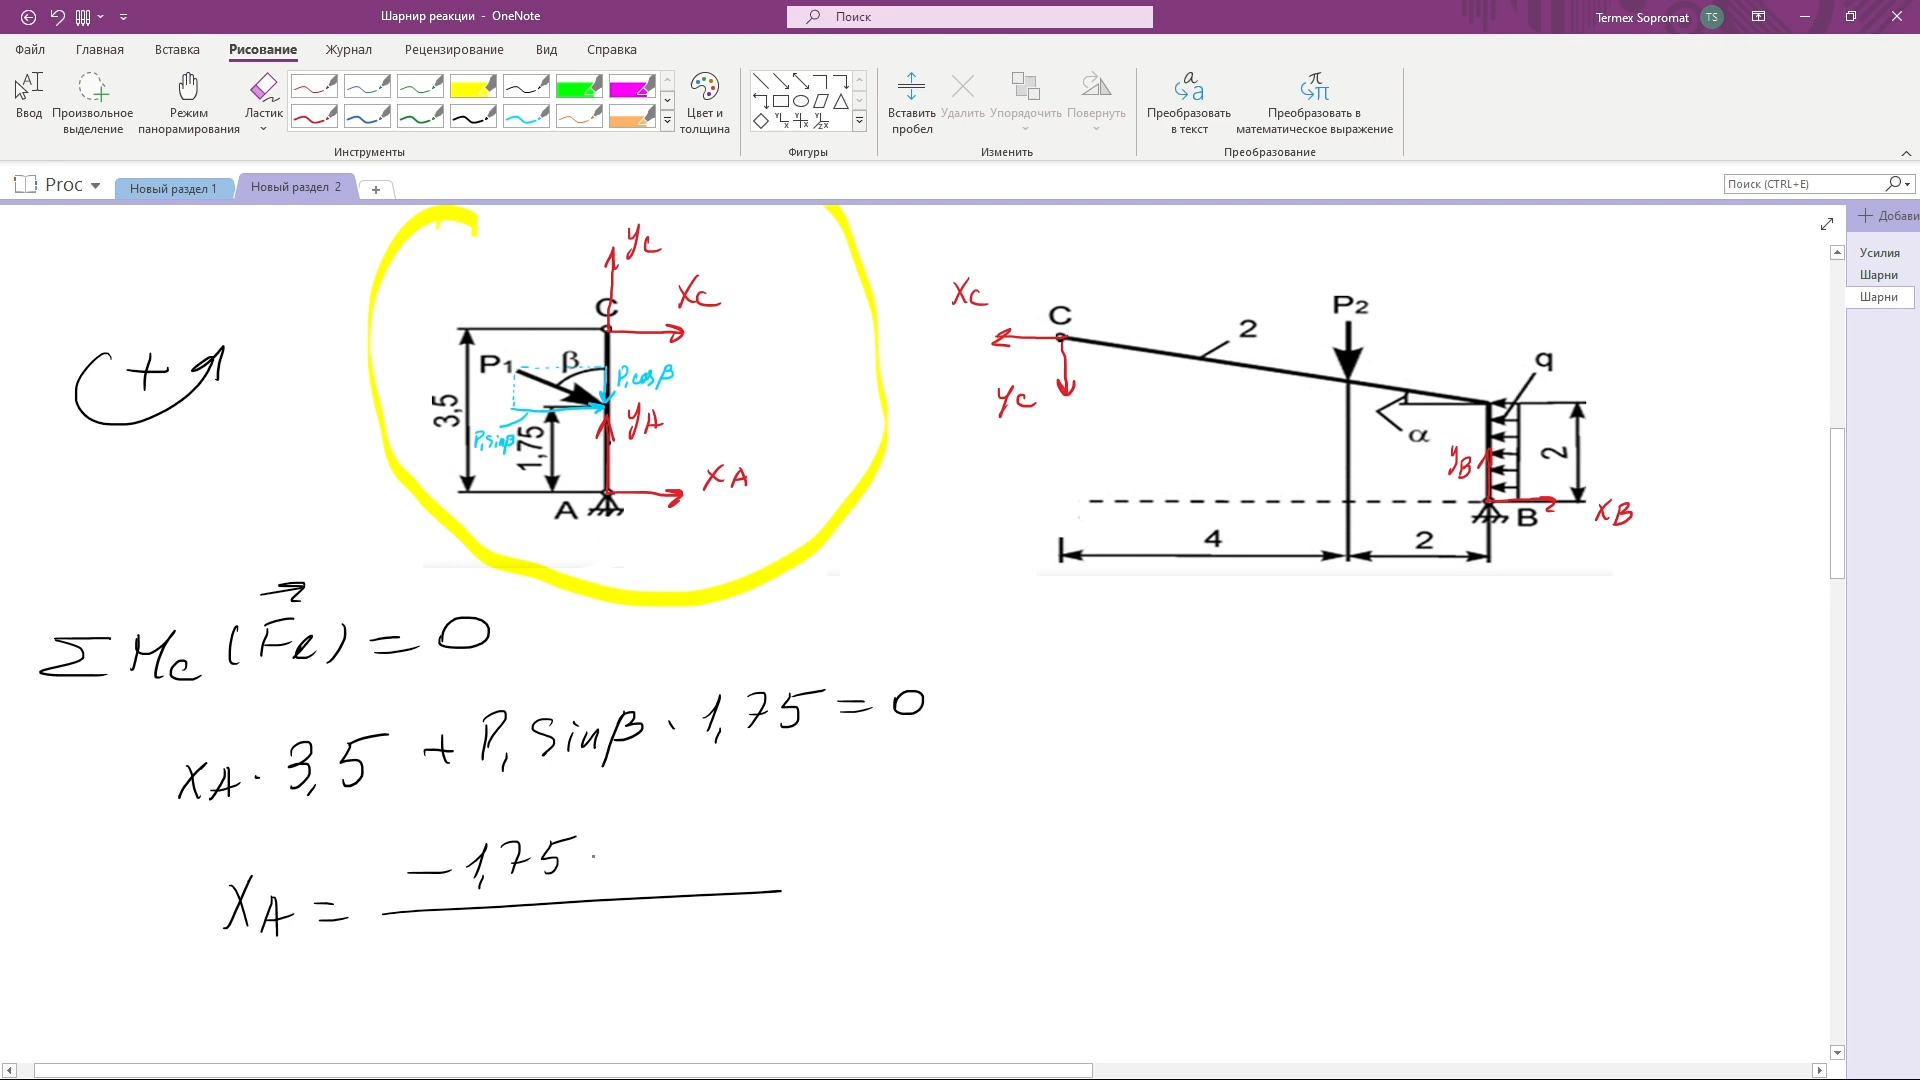 Шарнир реакции - OneNote
Поиск
Termex Sopromat
TS
Файл Главная Вставка Рисование Журнал Рецензирование Вид Справка
Ввод
Произвольное выделение
Режим панорамирования
Ластик
Цвет и толщина
Вставить пробел
Удалить
Упорядочить
Повернуть
Преобразовать в текст
Преобразовать в математическое выражение
Инструменты
Фигуры
Изменить
Преобразование
Proc
Новый раздел 1
Новый раздел 2
Поиск (CTRL+E)
Добави
Усилия
Шарни
Шарни
+
yC
XC
C
P1
β
P1cosβ
3,5
yA
P1sinβ
1,75
XA
A
XC
C
yC
2
P2
q
α
yB
2
B
XB
4
2
ΣMC(Fк) = 0
XA · 3,5 + P1 sinβ · 1,75 = 0
XA = −1,75 ·